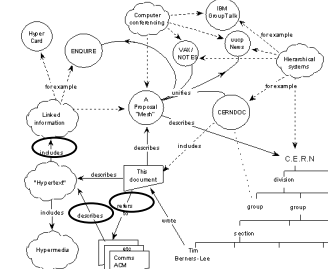 IBM
GroupTalk
Computer
conferencing
Hyper
Card
ENQUIRE
VAX/
NOTES
uucp
News
for example
Hierarchical
systems
for example
for example
unifies
A
Proposal
"Mesh"
CERNDOC
Linked
information
describes
includes
describes
includes
C.E.R.N
This
document
describes
division
"Hypertext"
refers
to
describes
group
group
includes
write
section
Hypermedia
etc
Comms
ACM
Tim
Berners-Lee